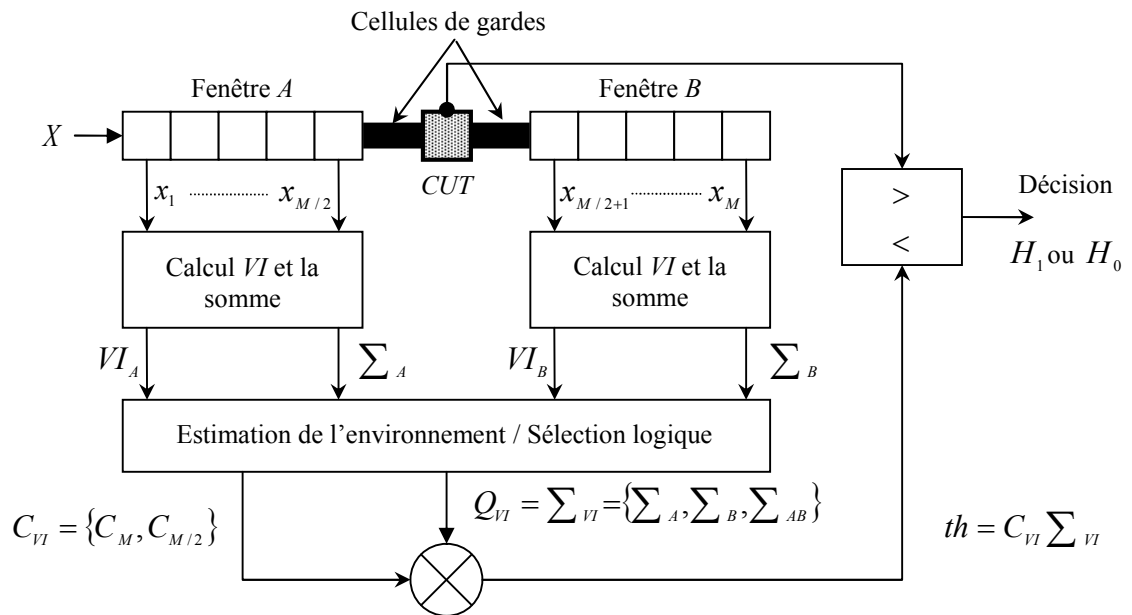 Cellules de gardes
Fenêtre A
Fenêtre B
X
CUT
x_1 .................... x_{M/2}
x_{M/2+1} .................... x_M
>
<
Décision
H_1 ou H_0
Calcul VI et la
somme
Calcul VI et la
somme
VI_A
∑_A
VI_B
∑_B
Estimation de l’environnement / Sélection logique
C_{VI} = {C_M, C_{M/2}}
Q_{VI} = ∑_{VI} = {∑_A, ∑_B, ∑_{AB}}
th = C_{VI} ∑_{VI}